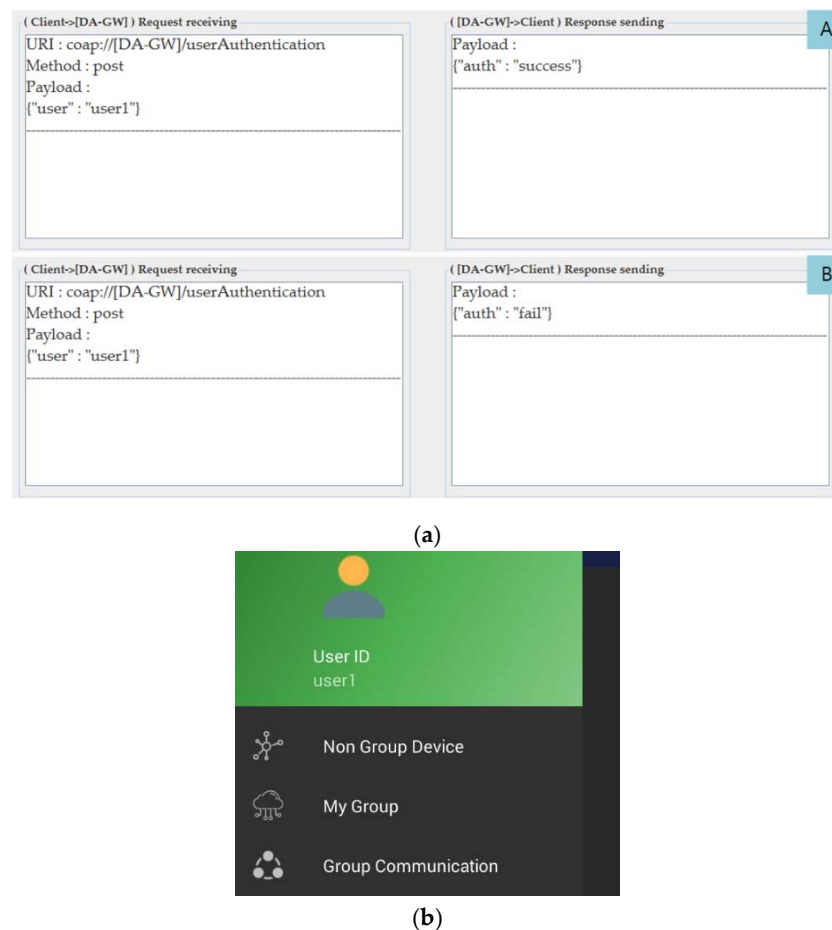 ( Client->[DA-GW] ) Request receiving
URI : coap://[DA-GW]/userAuthentication
Method : post
Payload :
{"user" : "user1"}
( [DA-GW]->Client ) Response sending
A
Payload :
{"auth" : "success"}
( Client->[DA-GW] ) Request receiving
URI : coap://[DA-GW]/userAuthentication
Method : post
Payload :
{"user" : "user1"}
( [DA-GW]->Client ) Response sending
B
Payload :
{"auth" : "fail"}
(a)
User ID
user1
Non Group Device
My Group
Group Communication
(b)